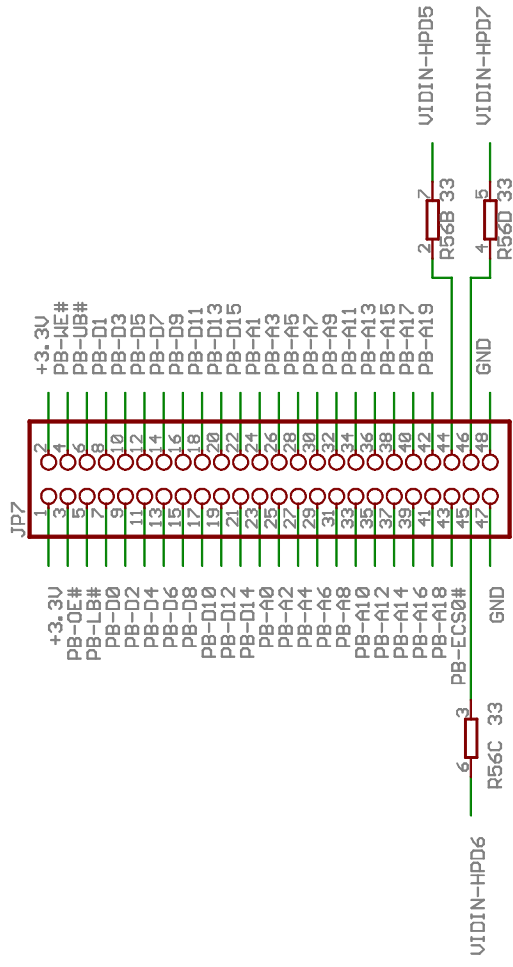 VIDIN-HPD5
VIDIN-HPD7
7
2
R56B 33
5
4
R56D 33
+3.3V
PB-WE#
PB-UB#
PB-D1
PB-D3
PB-D5
PB-D7
PB-D9
PB-D11
PB-D13
PB-D15
PB-A1
PB-A3
PB-A5
PB-A7
PB-A9
PB-A11
PB-A13
PB-A15
PB-A17
PB-A19
GND
JP7
2
4
6
8
10
12
14
16
18
20
22
24
26
28
30
32
34
36
38
40
42
44
46
48
1
3
5
7
9
11
13
15
17
19
21
23
25
27
29
31
33
35
37
39
41
43
45
47
+3.3V
PB-OE#
PB-LB#
PB-D0
PB-D2
PB-D4
PB-D6
PB-D8
PB-D10
PB-D12
PB-D14
PB-A0
PB-A2
PB-A4
PB-A6
PB-A8
PB-A10
PB-A12
PB-A14
PB-A16
PB-A18
PB-ECS0#
GND
3
6
R56C 33
VIDIN-HPD6